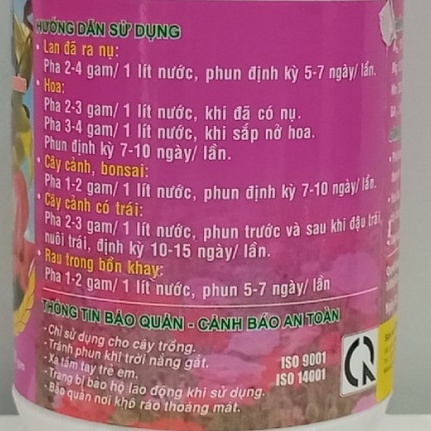 HƯỚNG DẪN SỬ DỤNG
• Lan đã ra nụ:
Pha 2-4 gam/ 1 lít nước, phun định kỳ 5-7 ngày/ lần.
• Hoa:
Pha 2-3 gam/ 1 lít nước, khi đã có nụ.
Pha 3-4 gam/ 1 lít nước, khi sắp nở hoa.
Phun định kỳ 7-10 ngày/ lần.
• Cây cảnh, bonsai:
Pha 1-2 gam/ 1 lít nước, phun định kỳ 7-10 ngày/ lần.
• Cây cảnh có trái:
Pha 2-3 gam/ 1 lít nước, phun trước và sau khi đậu trái,
nuôi trái, định kỳ 10-15 ngày/ lần.
• Rau trong bồn khay:
Pha 1-2 gam/ 1 lít nước, phun 5-7 ngày/ lần
THÔNG TIN BẢO QUẢN - CẢNH BÁO AN TOÀN
- Chỉ sử dụng cho cây trồng.
- Tránh phun khi trời nắng gắt.
- Xa tầm tay trẻ em.
- Trang bị bảo hộ lao động khi sử dụng.
- Bảo quản nơi khô ráo thoáng mát.
ISO 9001
ISO 14001